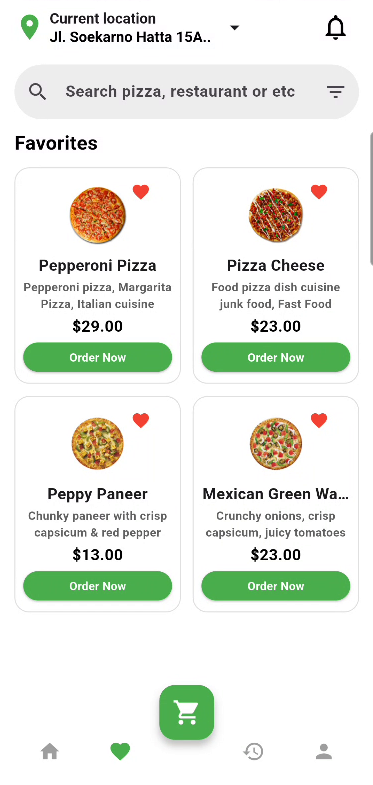 Current location
Jl. Soekarno Hatta 15A..
Search pizza, restaurant or etc
Favorites
Pepperoni Pizza
Pepperoni pizza, Margarita
Pizza, Italian cuisine
$29.00
Order Now
Pizza Cheese
Food pizza dish cuisine
junk food, Fast Food
$23.00
Order Now
Peppy Paneer
Chunky paneer with crisp
capsicum & red pepper
$13.00
Order Now
Mexican Green Wa...
Crunchy onions, crisp
capsicum, juicy tomatoes
$23.00
Order Now